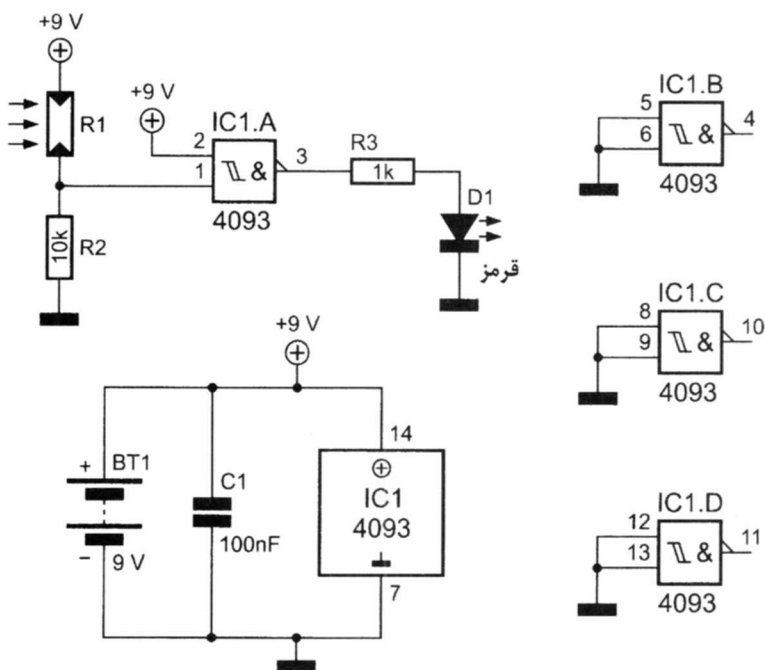 +9 V
R1
+9 V
IC1.A
2
1
&
3
4093
R3
1k
D1
قرمز
R2
10k
IC1.B
5
6
&
4
4093
IC1.C
8
9
&
10
4093
IC1.D
12
13
&
11
4093
+9 V
+
BT1
–
9 V
C1
100nF
14
+
IC1
4093
7